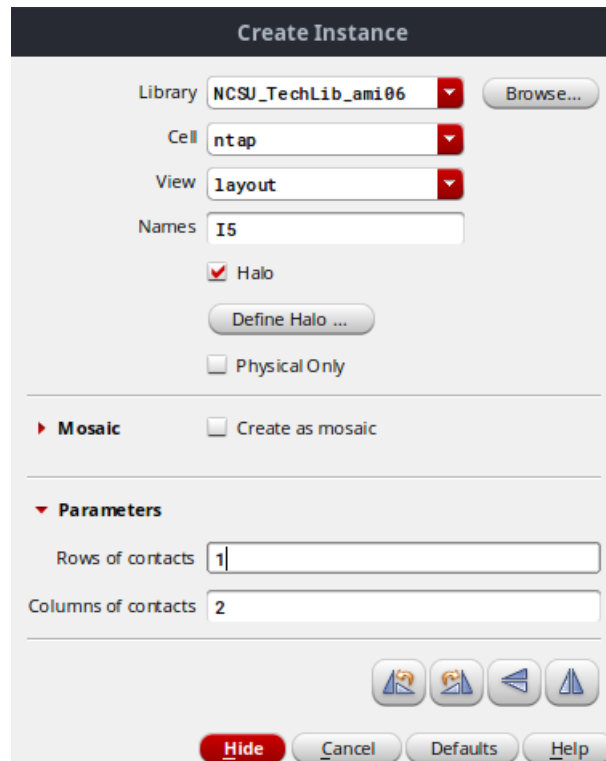 Create Instance
Library NCSU_TechLib_ami06 Browse...
Cell ntap
View layout
Names I5
Halo
Define Halo ...
Physical Only
Mosaic Create as mosaic
Parameters
Rows of contacts 1
Columns of contacts 2
Hide Cancel Defaults Help